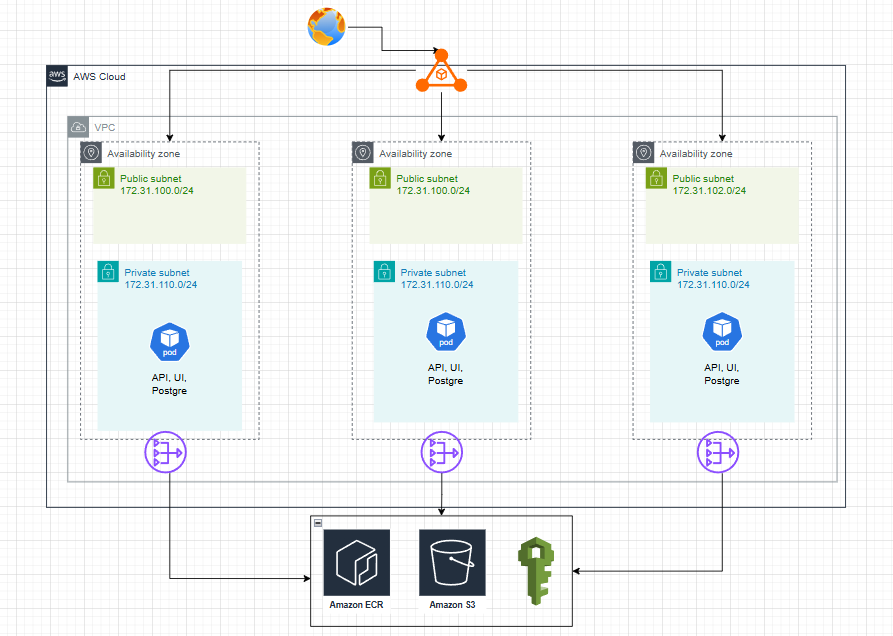 aws
AWS Cloud
VPC
Availability zone
Public subnet
172.31.100.0/24
Private subnet
172.31.110.0/24
pod
API, UI,
Postgre
Availability zone
Public subnet
172.31.100.0/24
Private subnet
172.31.110.0/24
pod
API, UI,
Postgre
Availability zone
Public subnet
172.31.102.0/24
Private subnet
172.31.110.0/24
pod
API, UI,
Postgre
Amazon ECR
Amazon S3